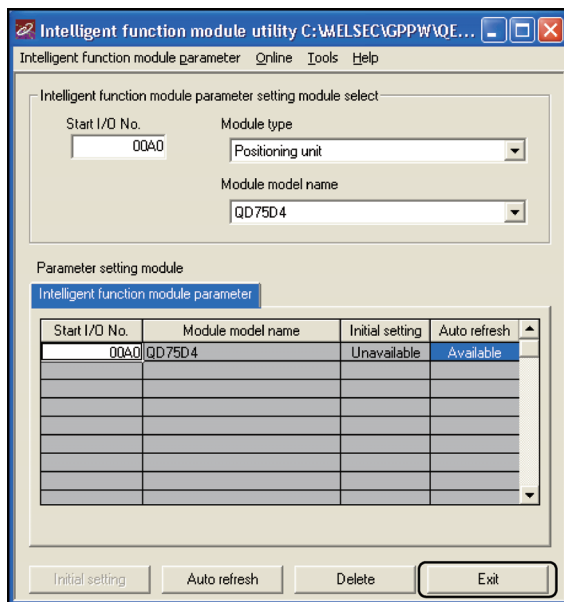 Intelligent function module utility C:\MELSEC\GPPW\QE...
Intelligent function module parameter Online Tools Help
Intelligent function module parameter setting module select
Start I/O No. Module type
00A0 Positioning unit
Module model name
QD75D4
Parameter setting module
Intelligent function module parameter
Start I/O No. Module model name Initial setting Auto refresh
00A0 QD75D4 Unavailable Available
Initial setting Auto refresh Delete Exit